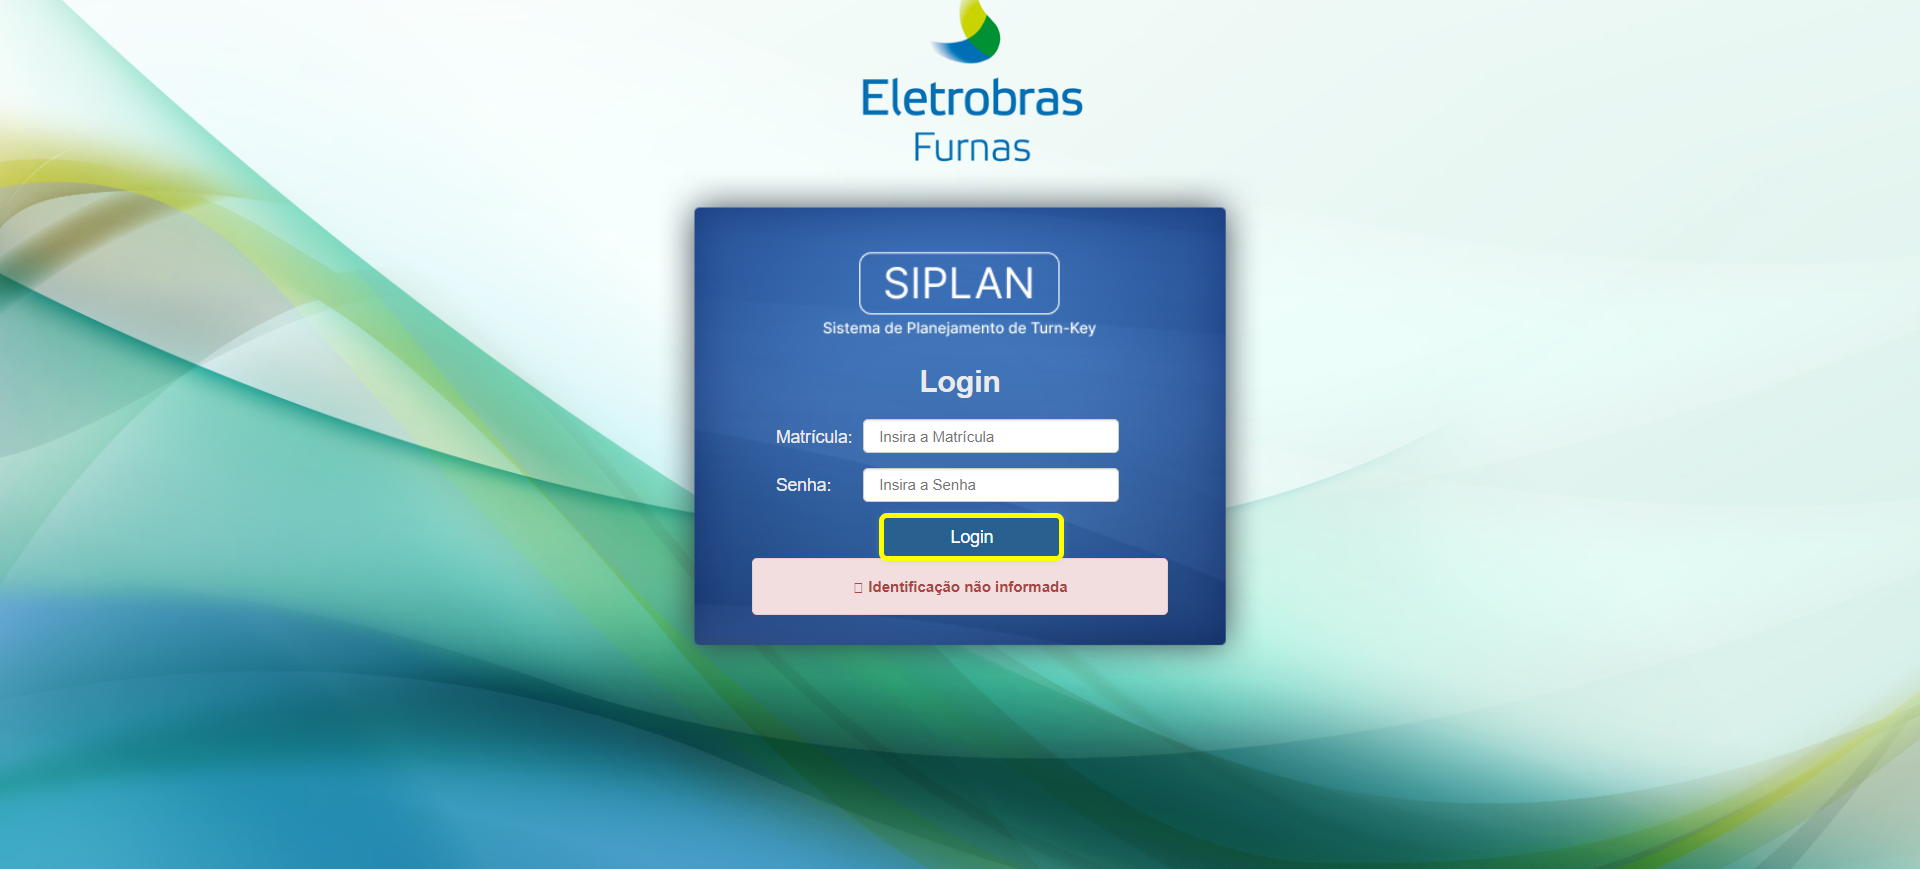 Eletrobras
Furnas
SIPLAN
Sistema de Planejamento de Turn-Key
Login
Matrícula: Insira a Matrícula
Senha: Insira a Senha
Login
Identificação não informada